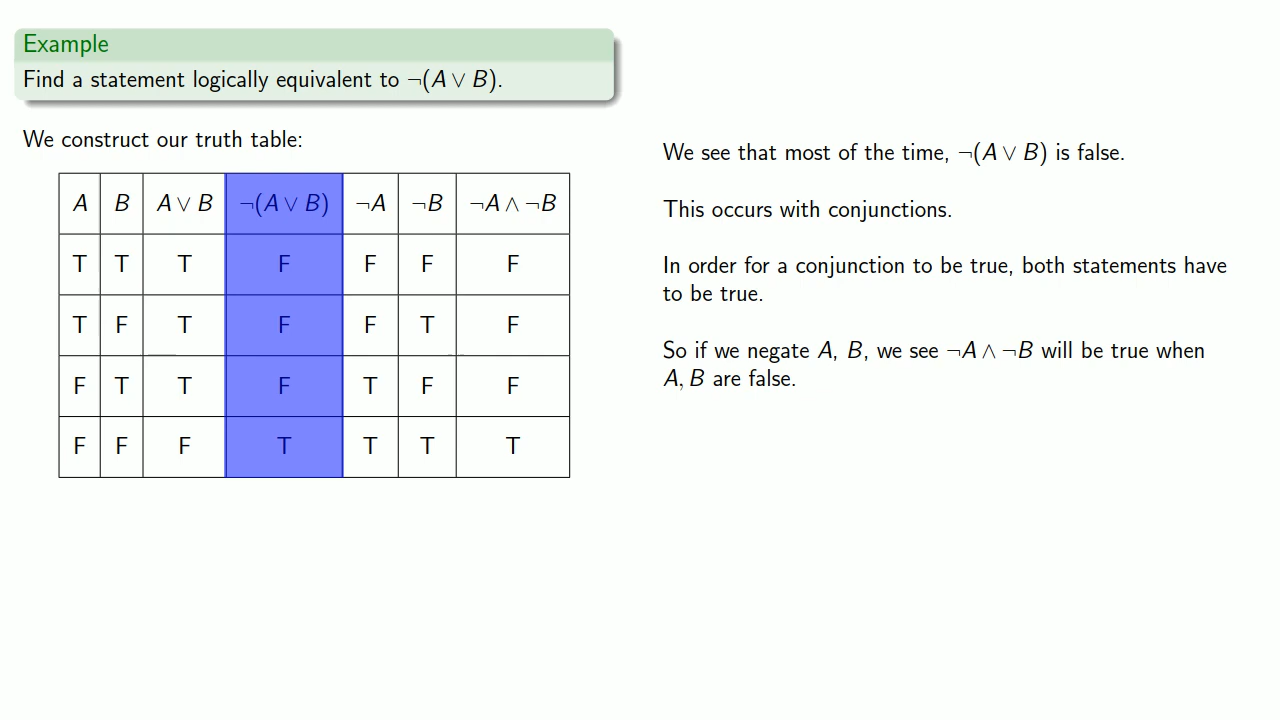 Example
Find a statement logically equivalent to ¬(A ∨ B).
We construct our truth table:
A B A ∨ B ¬(A ∨ B) ¬A ¬B ¬A ∧ ¬B
T T T F F F F
T F T F F T F
F T T F T F F
F F F T T T T
We see that most of the time, ¬(A ∨ B) is false.
This occurs with conjunctions.
In order for a conjunction to be true, both statements have
to be true.
So if we negate A, B, we see ¬A ∧ ¬B will be true when
A, B are false.